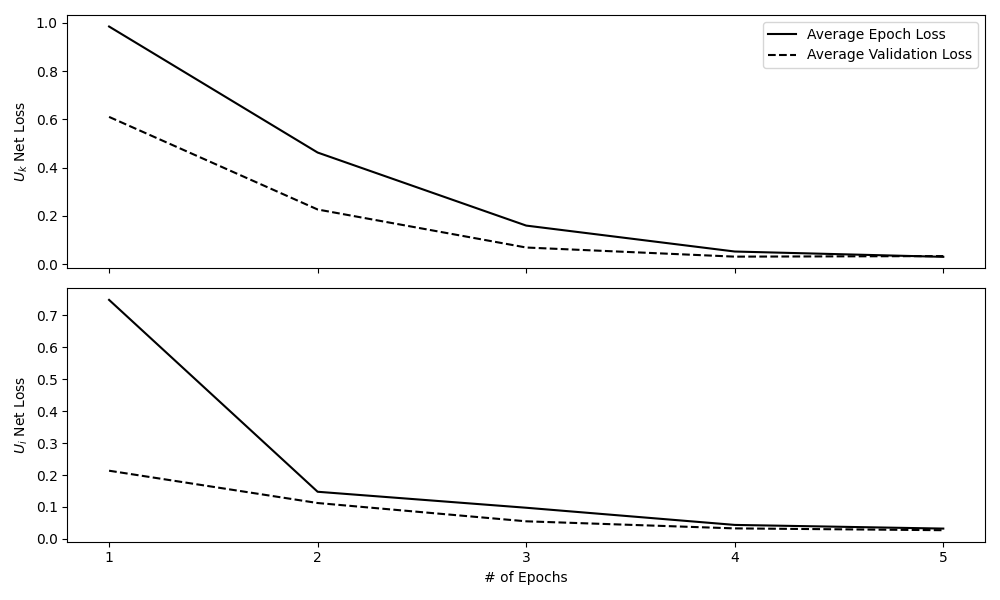 1.0
0.8
0.6
0.4
0.2
0.0
U_k Net Loss
Average Epoch Loss
Average Validation Loss
0.7
0.6
0.5
0.4
0.3
0.2
0.1
0.0
U_i Net Loss
1 2 3 4 5
# of Epochs